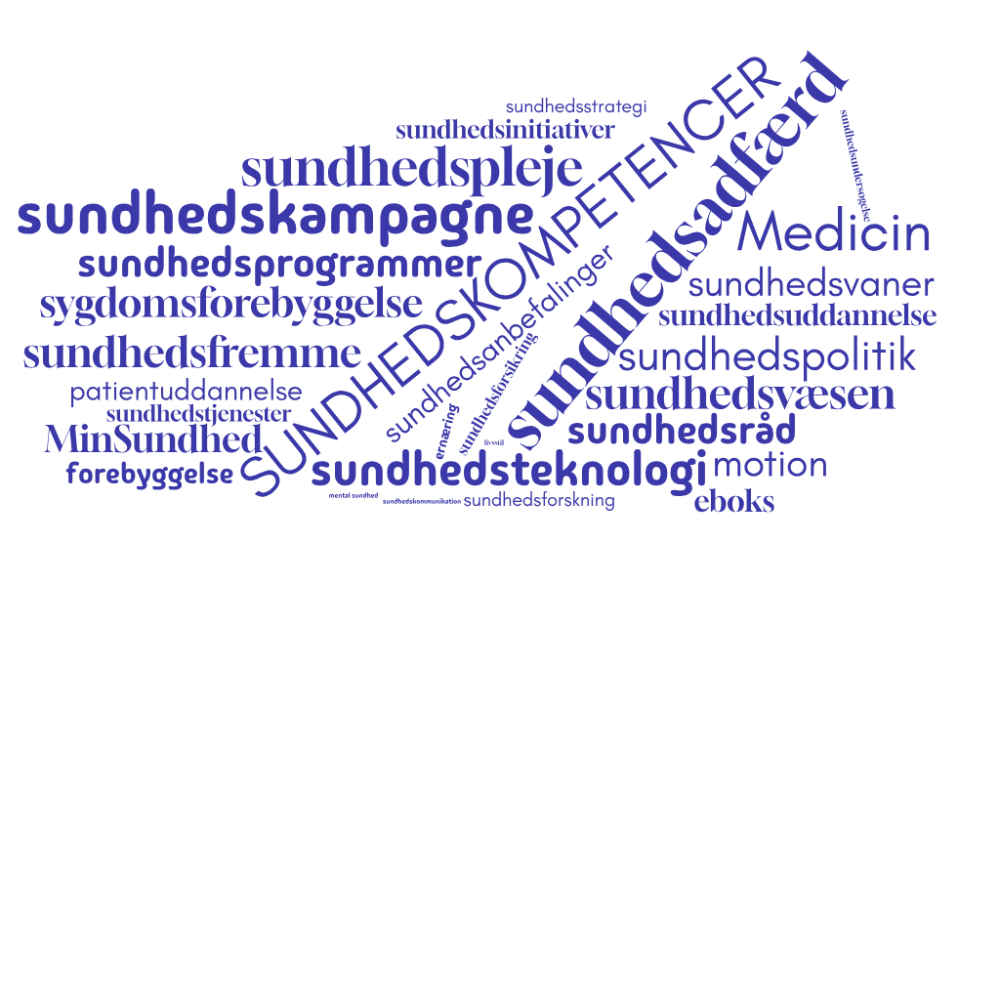 sundhedsstrategi
sundhedsinitiativer
sundhedspleje
sundhedskampagne
sundhedsprogrammer
sygdomsforebyggelse
sundhedsfremme
patientuddannelse
sundhedstjenester
MinSundhed
forebyggelse
SUNDHEDSKOMPETENCER
sundhedsanbefalinger
ernæring
sundhedsforsikring
livsstil
sundhedsadfærd
sundhedsundersøgelse
Medicin
sundhedsvaner
sundhedsuddannelse
sundhedspolitik
sundhedsvæsen
sundhedsråd
sundhedsteknologi
motion
mental sundhed
sundhedskommunikation
sundhedsforskning
eboks